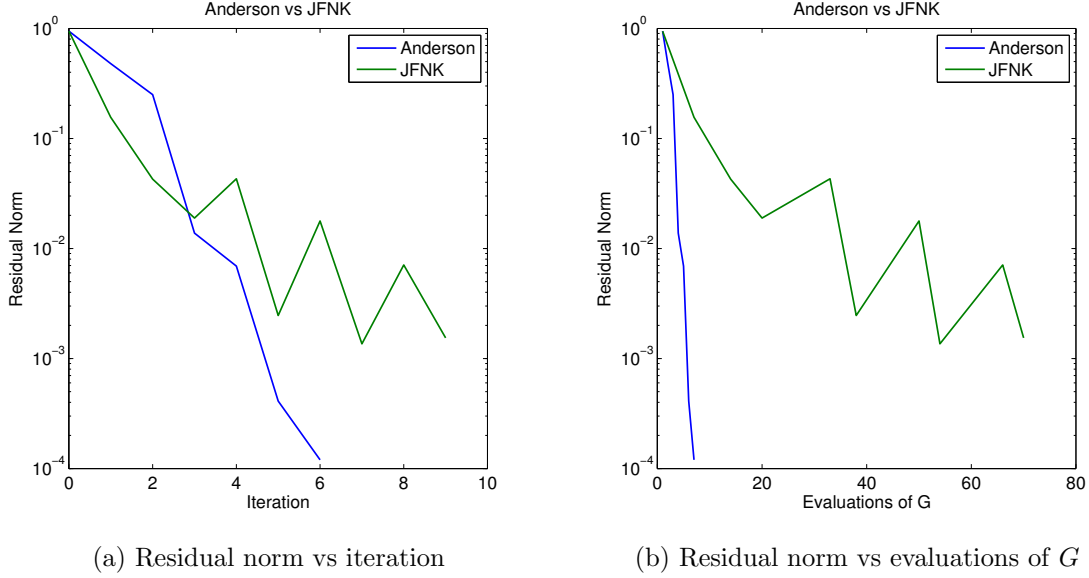 Anderson vs JFNK
Anderson
JFNK
10^0
10^−1
10^−2
10^−3
10^−4
Residual Norm
0 2 4 6 8 10
Iteration
(a) Residual norm vs iteration
Anderson vs JFNK
Anderson
JFNK
10^0
10^−1
10^−2
10^−3
10^−4
Residual Norm
0 20 40 60 80
Evaluations of G
(b) Residual norm vs evaluations of G